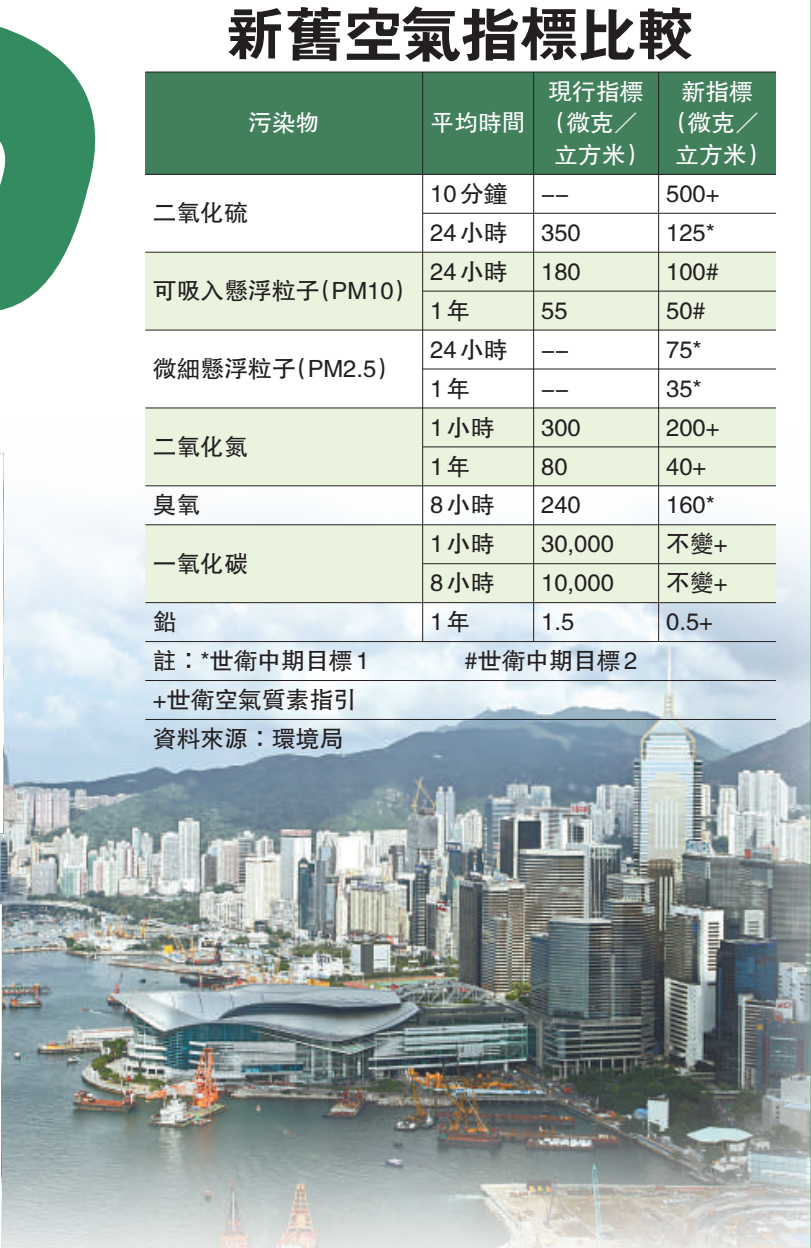 新舊空氣指標比較
污染物 平均時間 現行指標(微克／立方米) 新指標(微克／立方米)
二氧化硫 10分鐘 −− 500+
24小時 350 125*
可吸入懸浮粒子(PM10) 24小時 180 100#
1年 55 50#
微細懸浮粒子(PM2.5) 24小時 −− 75*
1年 −− 35*
二氧化氮 1小時 300 200+
1年 80 40+
臭氧 8小時 240 160*
一氧化碳 1小時 30,000 不變+
8小時 10,000 不變+
鉛 1年 1.5 0.5+
註：*世衛中期目標1 #世衛中期目標2
+世衛空氣質素指引
資料來源：環境局